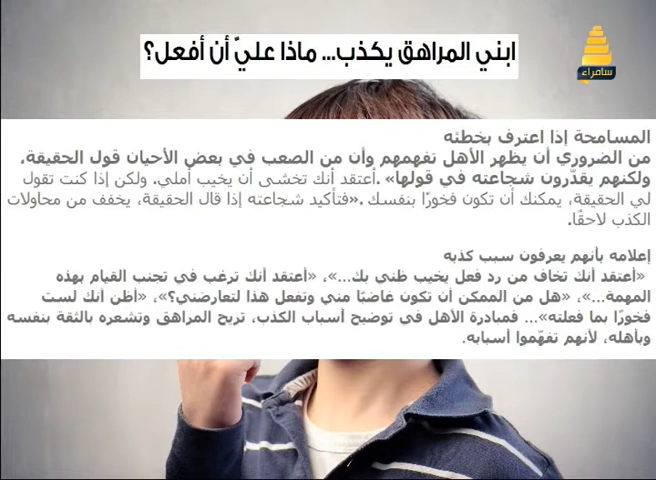 ابني المراهق يكذب... ماذا عليّ أن أفعل؟
سامراء
المسامحة إذا اعترف بخطئه
من الضروري أن يظهر الأهل تفهمهم وأن من الصعب في بعض الأحيان قول الحقيقة،
ولكنهم يقدّرون شجاعته في قولها» .أعتقد أنك تخشى أن يخيب أملي. ولكن إذا كنت تقول
لي الحقيقة، يمكنك أن تكون فخورًا بنفسك .«فتأكيد شجاعته إذا قال الحقيقة، يخفف من محاولات
الكذب لاحقًا.
إعلامه بأنهم يعرفون سبب كذبه
«أعتقد أنك تخاف من رد فعل يخيب ظني بك...»، «أعتقد أنك ترغب في تجنب القيام بهذه
المهمة...»، «هل من الممكن أن تكون غاضبًا مني وتفعل هذا لتعارضني؟»، «أظن أنك لست
فخورًا بما فعلته»... فمبادرة الأهل في توضيح أسباب الكذب، تريح المراهق وتشعره بالثقة بنفسه
وبأهله، لأنهم تفهّموا أسبابه.